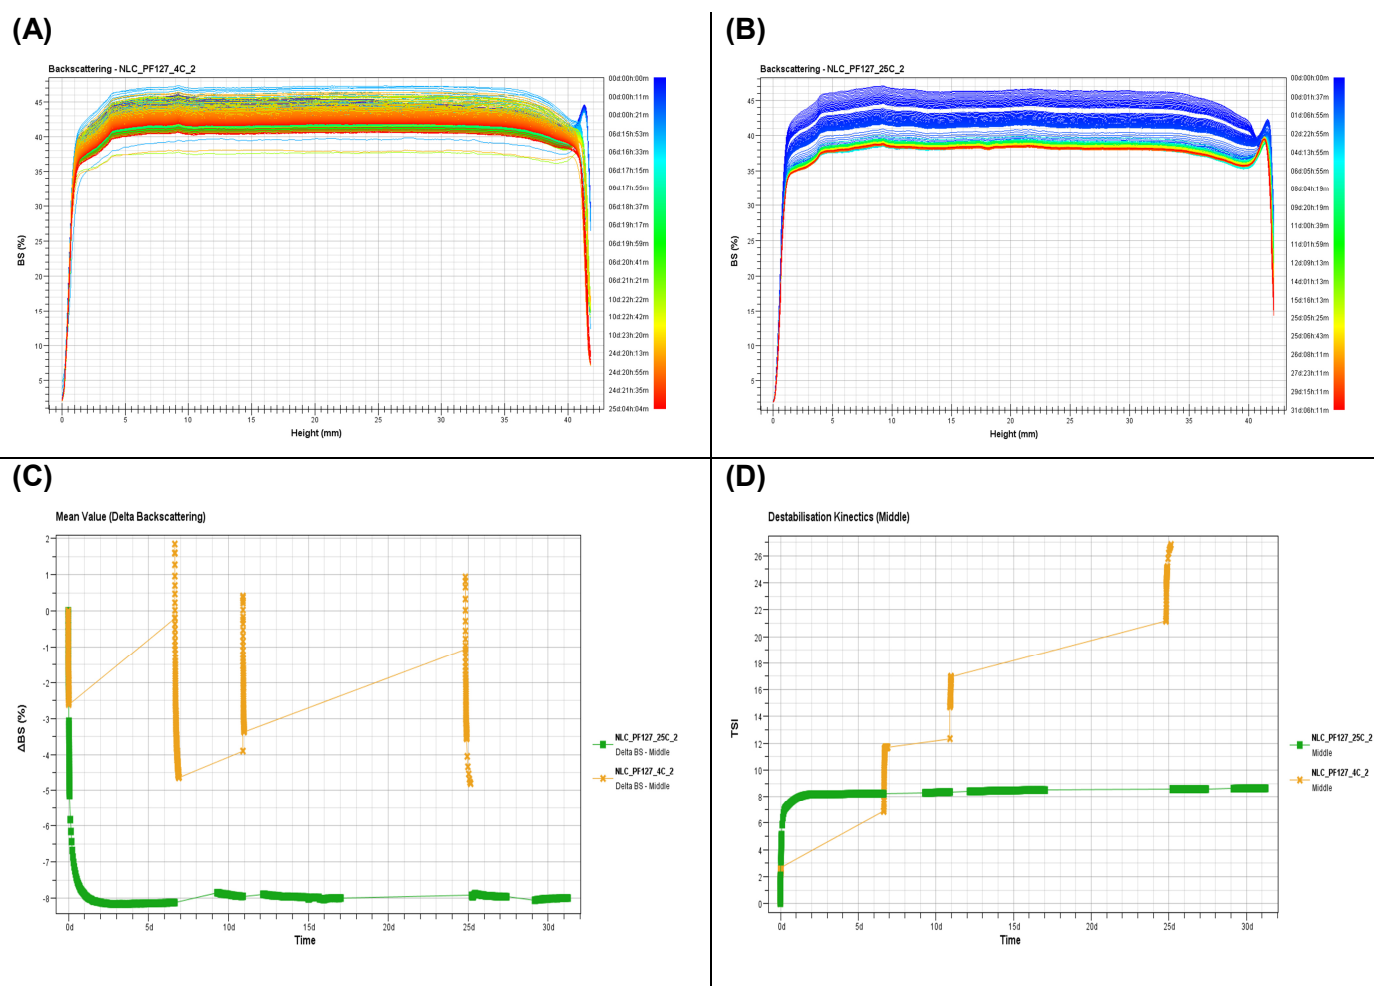 (A)
Backscattering - NLC_PF127_4C_2
BS (%)
45
40
35
30
25
20
15
10
5
0 5 10 15 20 25 30 35 40
Height (mm)
00d:00h:00m
00d:00h:11m
00d:00h:21m
06d:15h:53m
06d:16h:33m
06d:17h:15m
06d:17h:55m
06d:18h:37m
06d:19h:17m
06d:19h:59m
06d:20h:41m
06d:21h:21m
10d:22h:22m
10d:22h:42m
10d:23h:20m
24d:20h:13m
24d:20h:55m
24d:21h:35m
25d:04h:04m
(B)
Backscattering - NLC_PF127_25C_2
BS (%)
45
40
35
30
25
20
15
10
5
0 5 10 15 20 25 30 35 40
Height (mm)
00d:00h:00m
00d:01h:37m
01d:06h:55m
02d:22h:55m
04d:13h:55m
06d:05h:55m
08d:04h:19m
09d:20h:19m
11d:00h:39m
11d:01h:59m
12d:09h:13m
14d:01h:13m
15d:16h:13m
25d:05h:25m
25d:06h:43m
26d:08h:11m
27d:23h:11m
29d:15h:11m
31d:06h:11m
(C)
Mean Value (Delta Backscattering)
ΔBS (%)
2
1
0
-1
-2
-3
-4
-5
-6
-7
-8
0d 5d 10d 15d 20d 25d 30d
Time
NLC_PF127_25C_2
Delta BS - Middle
NLC_PF127_4C_2
Delta BS - Middle
(D)
Destabilisation Kinetics (Middle)
TSI
26
24
22
20
18
16
14
12
10
8
6
4
2
0
0d 5d 10d 15d 20d 25d 30d
Time
NLC_PF127_25C_2
Middle
NLC_PF127_4C_2
Middle